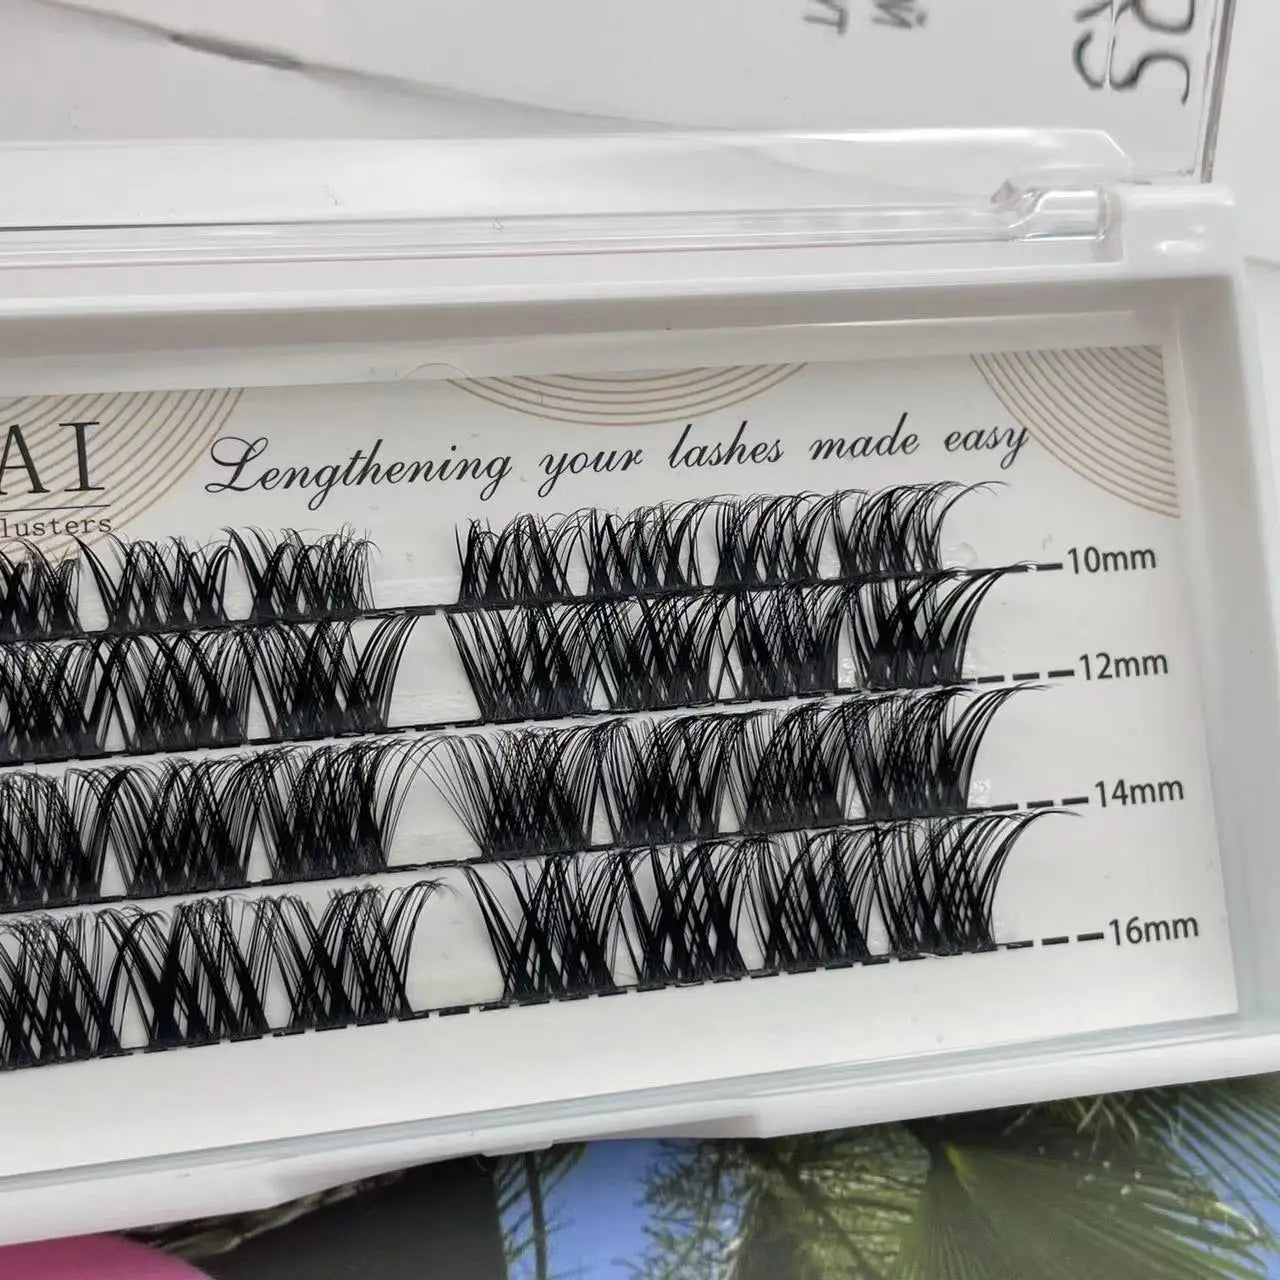 AI
lusters
Lengthening your lashes made easy
10mm
12mm
14mm
16mm